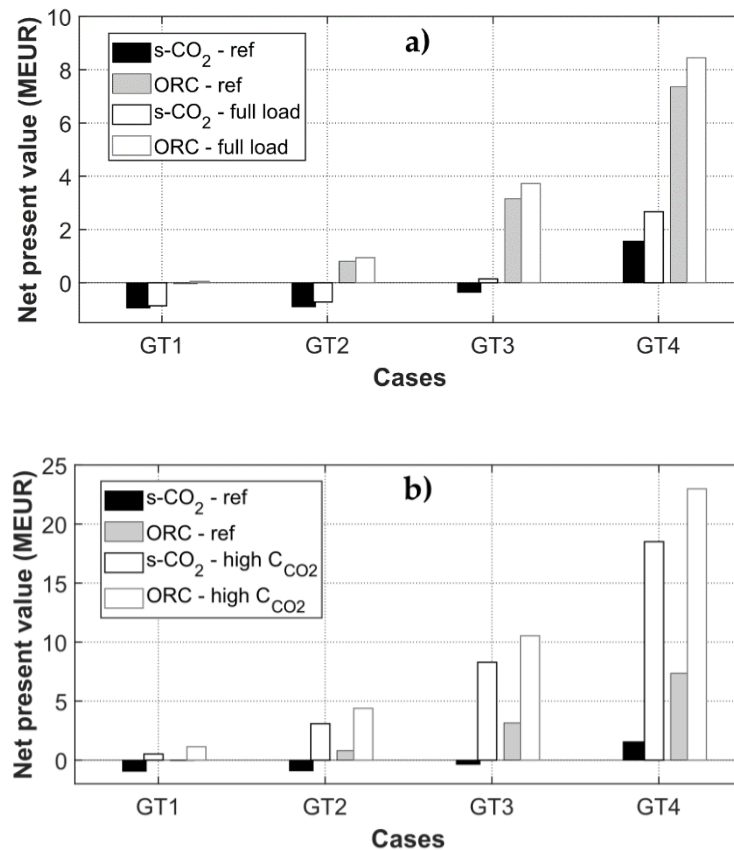 a)
10
8
6
4
2
0
s-CO2 - ref
ORC - ref
s-CO2 - full load
ORC - full load
Net present value (MEUR)
GT1 GT2 GT3 GT4
Cases
b)
25
20
15
10
5
0
s-CO2 - ref
ORC - ref
s-CO2 - high CCO2
ORC - high CCO2
Net present value (MEUR)
GT1 GT2 GT3 GT4
Cases